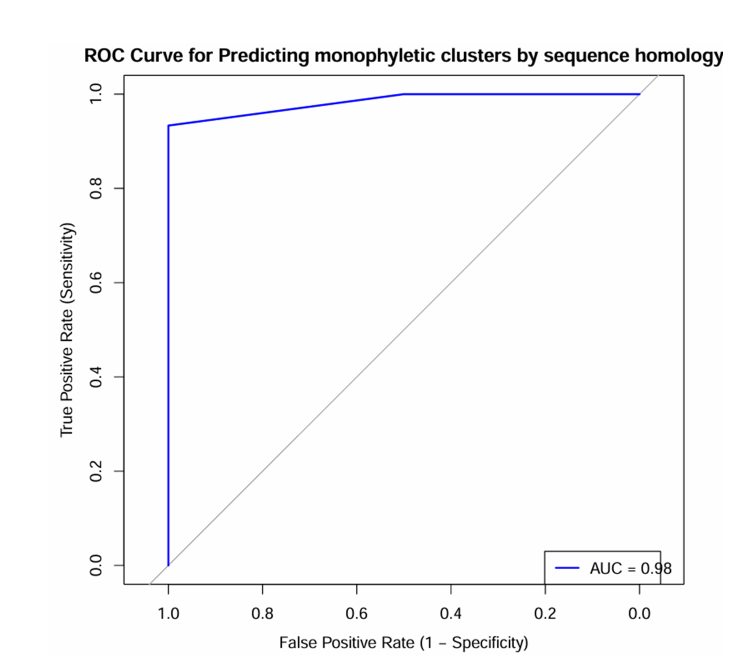 ROC Curve for Predicting monophyletic clusters by sequence homology
True Positive Rate (Sensitivity)
1.0
0.8
0.6
0.4
0.2
0.0
AUC = 0.98
1.0 0.8 0.6 0.4 0.2 0.0
False Positive Rate (1 − Specificity)